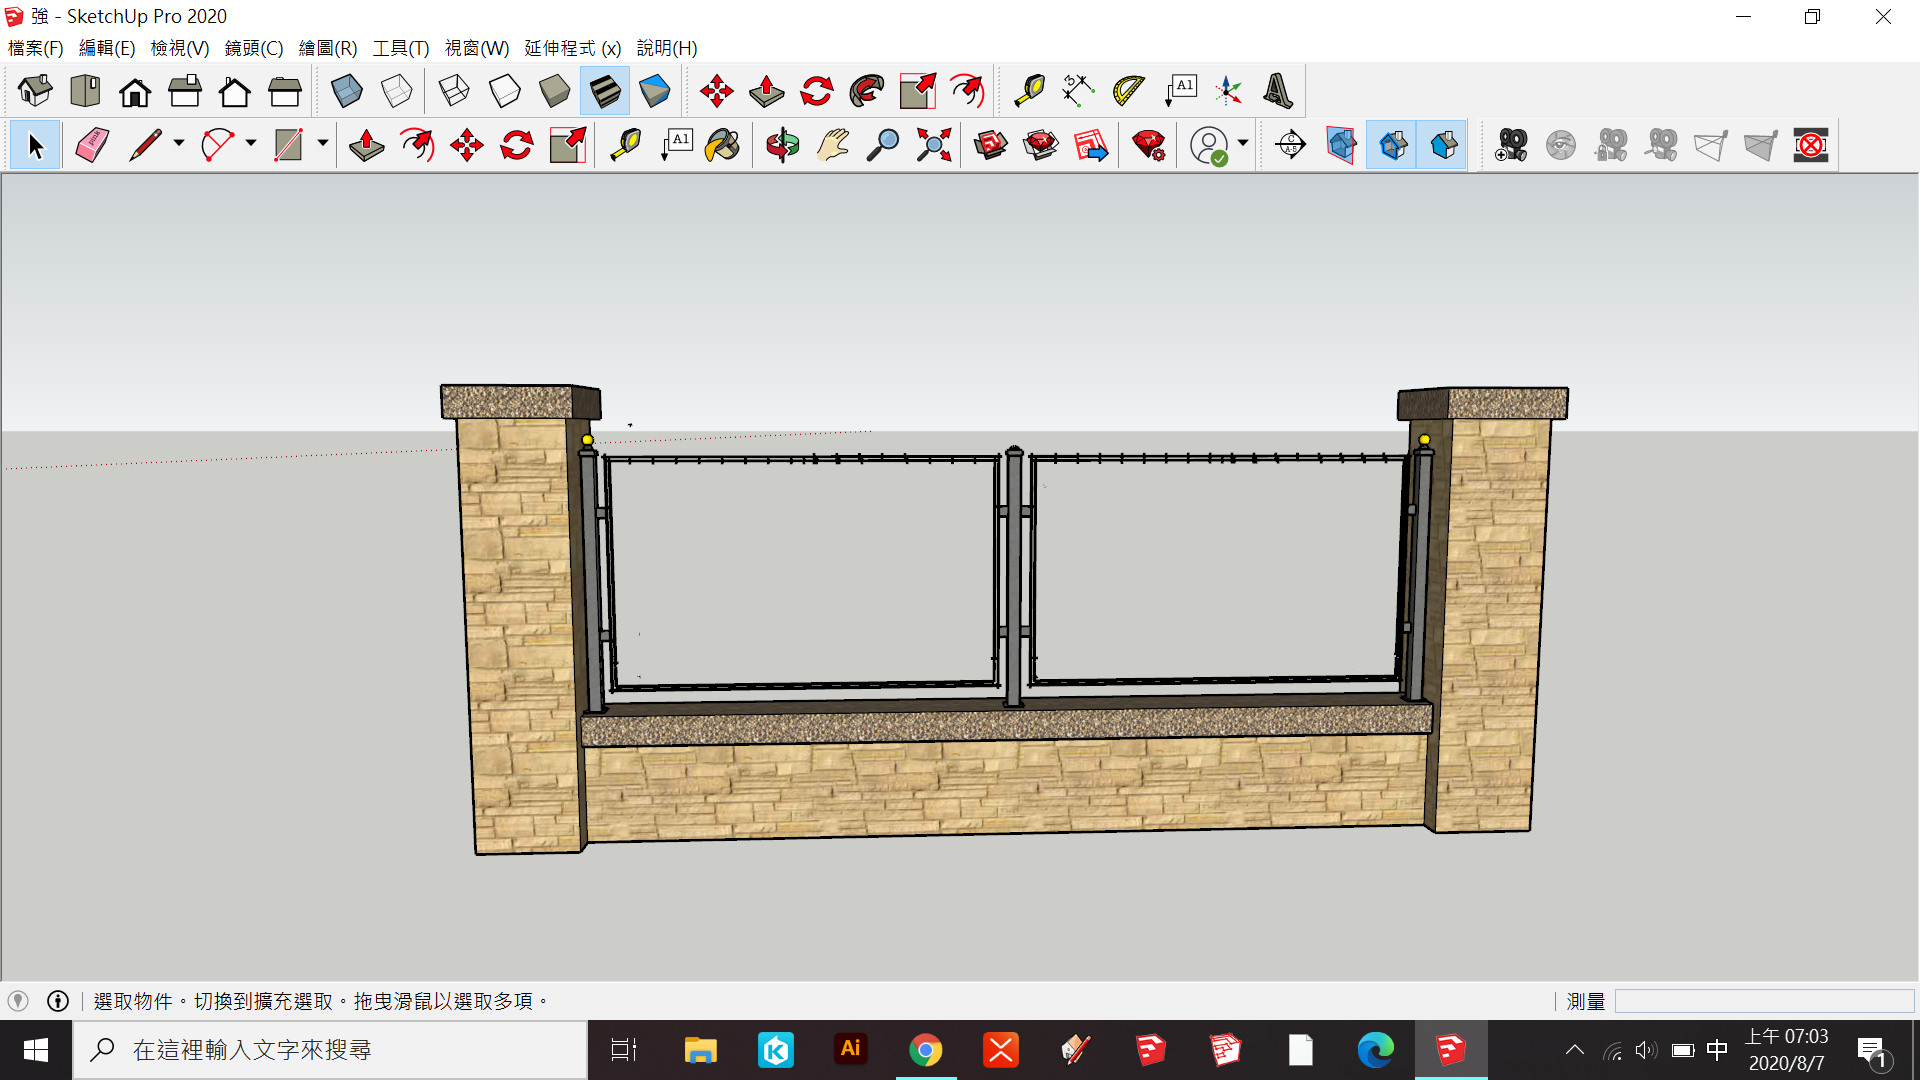 強 - SketchUp Pro 2020
檔案(F) 編輯(E) 檢視(V) 鏡頭(C) 繪圖(R) 工具(T) 視窗(W) 延伸程式 (x) 說明(H)
A1
A1
選取物件。切換到擴充選取。拖曳滑鼠以選取多項。
測量
在這裡輸入文字來搜尋
Ai
中
上午 07:03
2020/8/7
1